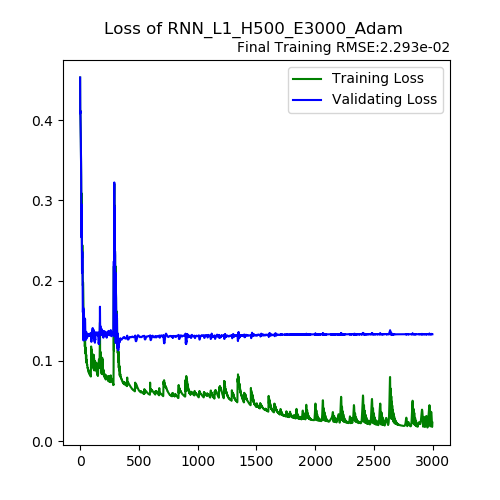 Loss of RNN_L1_H500_E3000_Adam
Final Training RMSE:2.293e-02
Training Loss
Validating Loss
0.4
0.3
0.2
0.1
0.0
0 500 1000 1500 2000 2500 3000